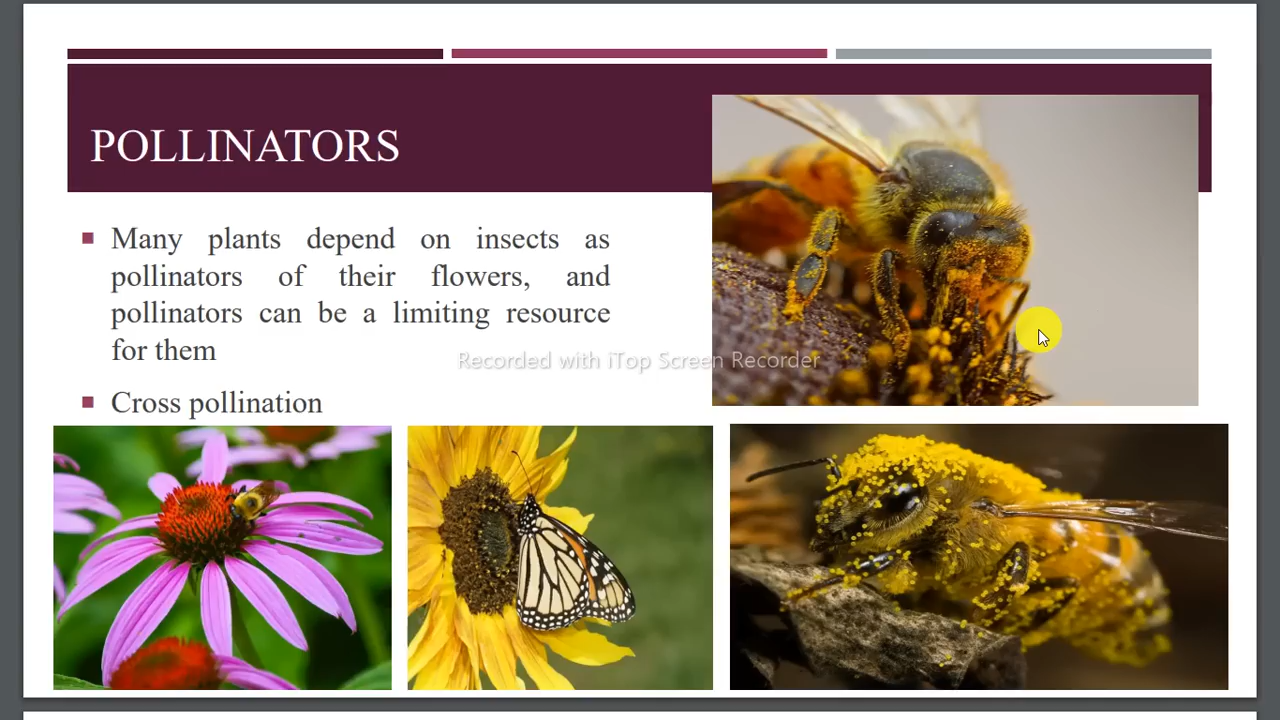 POLLINATORS
Many plants depend on insects as
pollinators of their flowers, and
pollinators can be a limiting resource
for them
Recorded with iTop Screen Recorder
Cross pollination